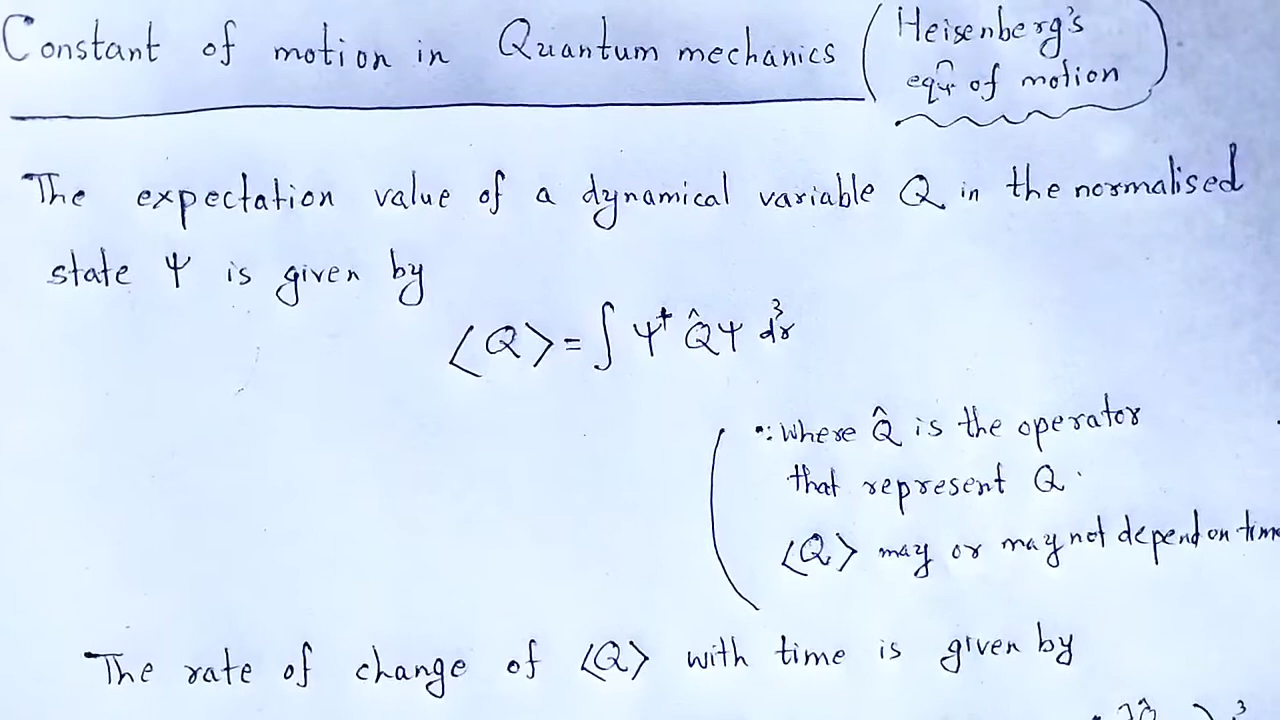 Constant of motion in Quantum mechanics (Heisenberg's
eqn of motion)
The expectation value of a dynamical variable Q in the normalised
state Ψ is given by
⟨Q⟩ = ∫ Ψ† Q̂ Ψ d³r
∵ where Q̂ is the operator
that represent Q.
⟨Q⟩ may or may not depend on time
The rate of change of ⟨Q⟩ with time is given by